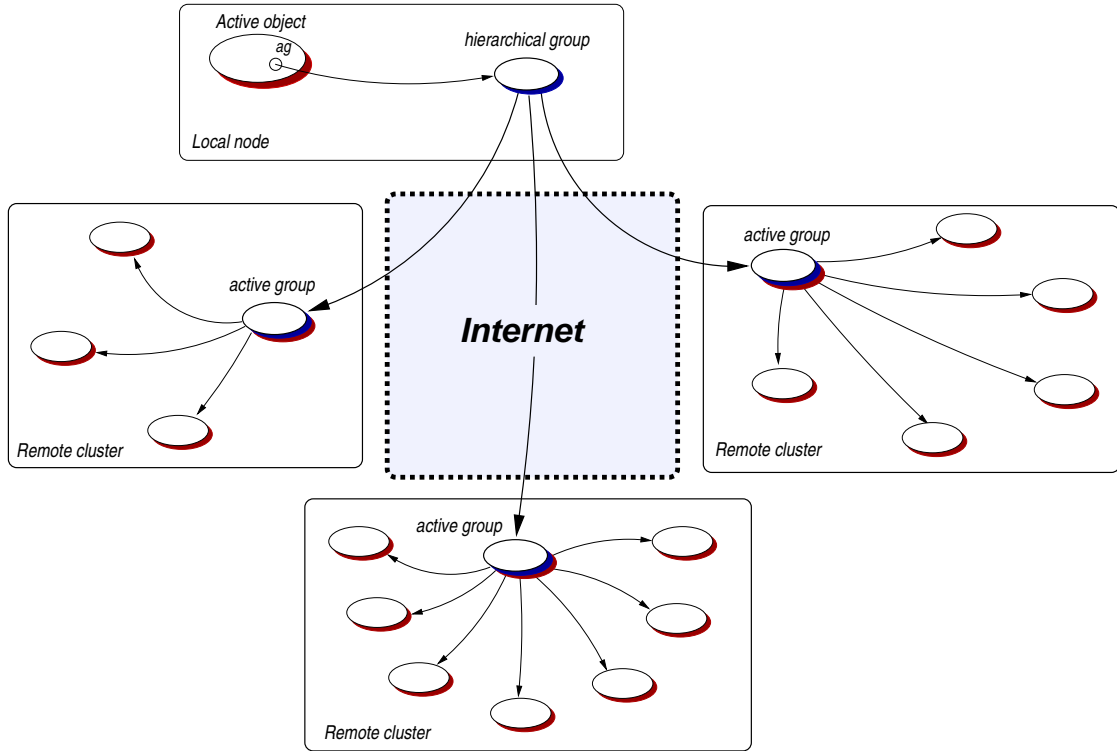 Active object
ag
hierarchical group
Local node
active group
Remote cluster
Internet
active group
Remote cluster
active group
Remote cluster